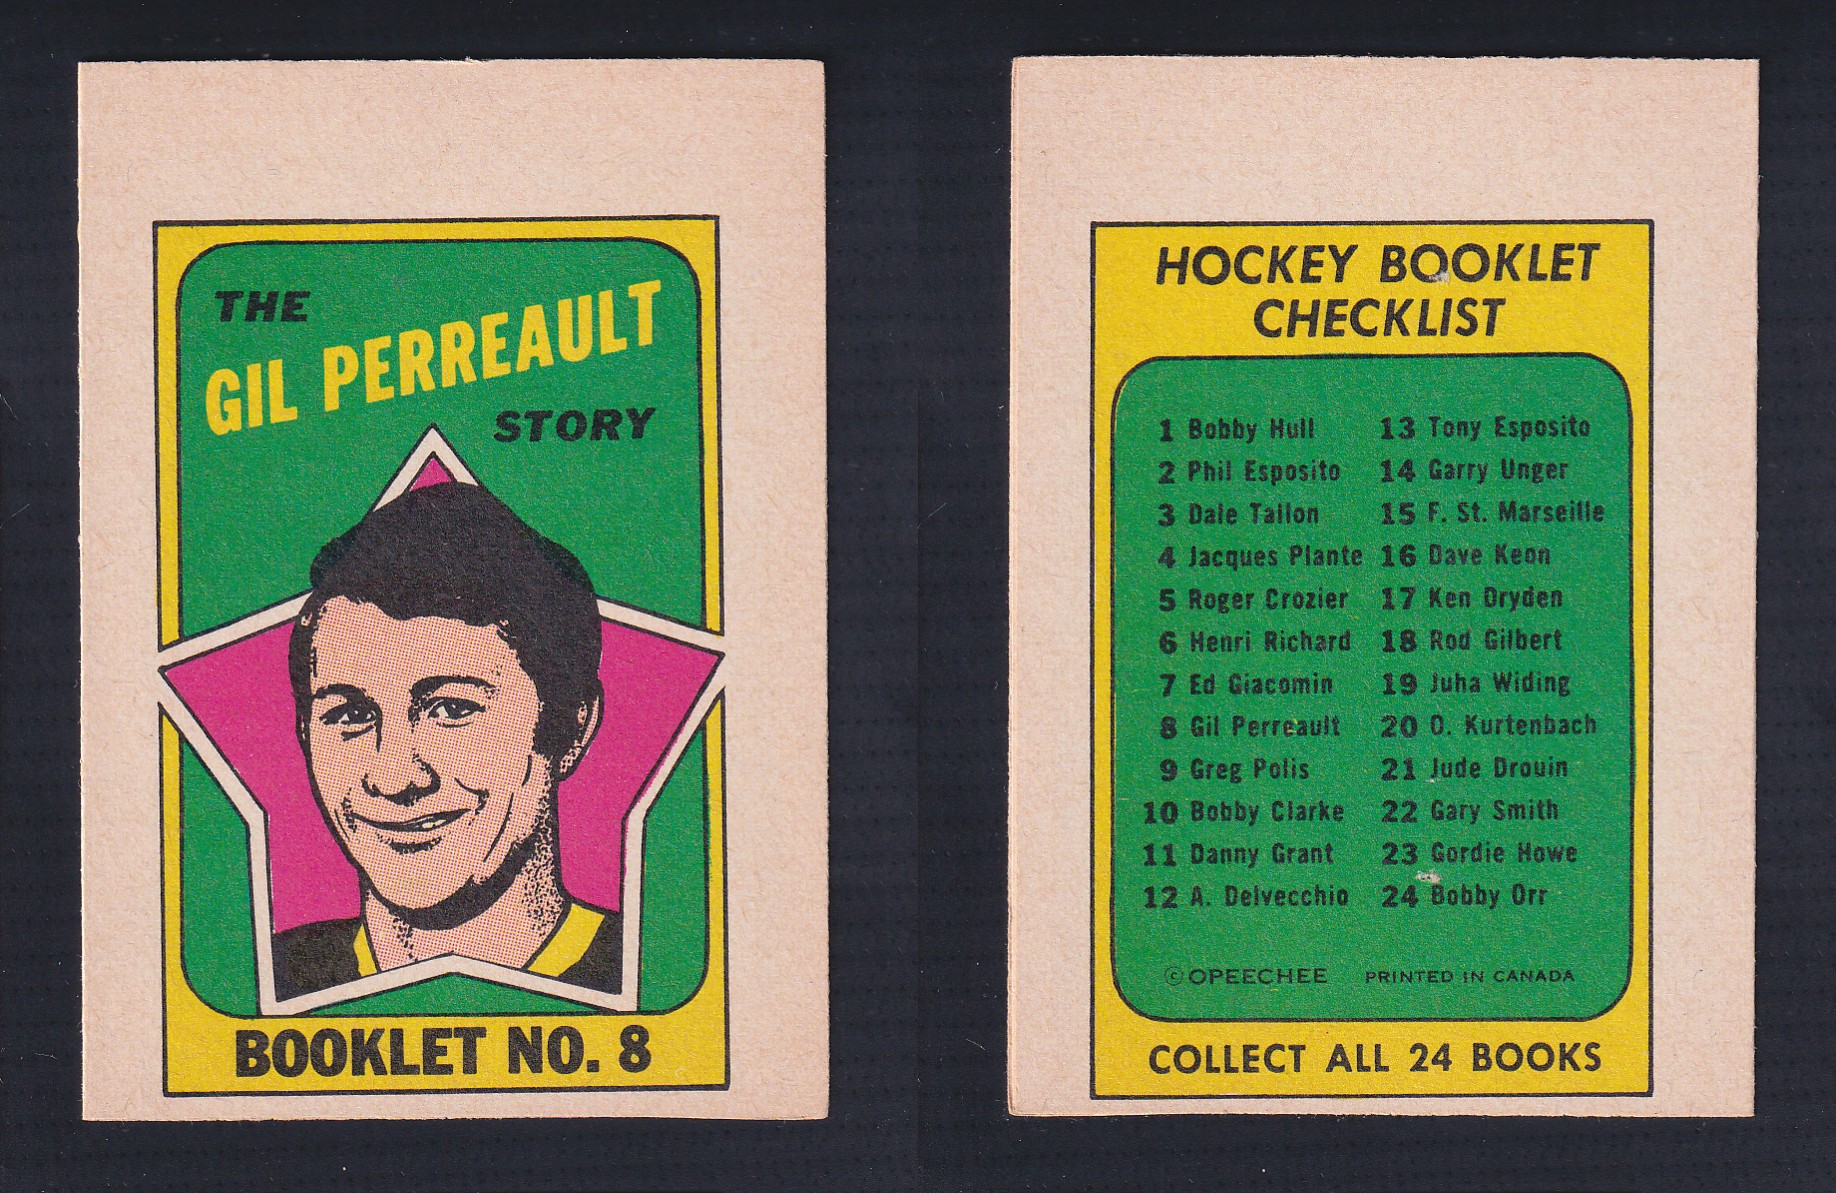 THE
GIL PERREAULT
STORY
BOOKLET NO. 8
HOCKEY BOOKLET
CHECKLIST
1 Bobby Hull
2 Phil Esposito
3 Dale Tallon
4 Jacques Plante
5 Roger Crozier
6 Henri Richard
7 Ed Giacomin
8 Gil Perreault
9 Greg Polis
10 Bobby Clarke
11 Danny Grant
12 A. Delvecchio
13 Tony Esposito
14 Garry Unger
15 F. St. Marseille
16 Dave Keon
17 Ken Dryden
18 Rod Gilbert
19 Juha Widing
20 O. Kurtenbach
21 Jude Drouin
22 Gary Smith
23 Gordie Howe
24 Bobby Orr
©OPEECHEE PRINTED IN CANADA
COLLECT ALL 24 BOOKS